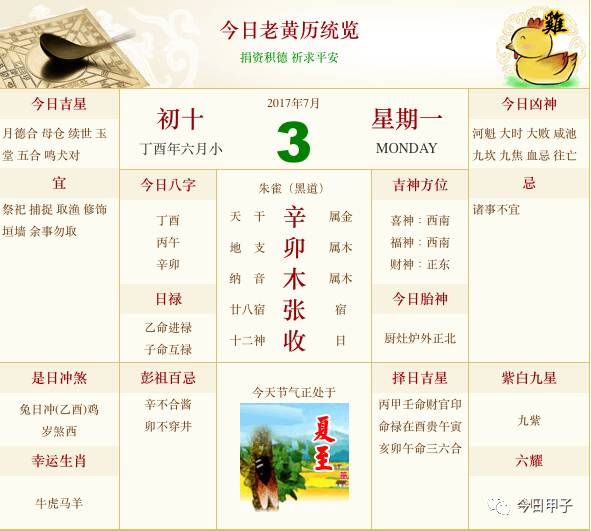 今日老黄历统览
捐资积德 祈求平安
雞
今日吉星
月德合 母仓 续世 玉
堂 五合 鸣犬对
初十
丁酉年六月小
2017年7月
3
星期一
MONDAY
今日凶神
河魁 大时 大败 咸池
九坎 九焦 血忌 往亡
宜
祭祀 捕捉 取渔 修饰
垣墙 余事勿取
今日八字
丁酉
丙午
辛卯
日禄
乙命进禄
子命互禄
朱雀（黑道）
天 干 辛 属金
地 支 卯 属木
纳 音 木 属木
廿八宿 张 宿
十二神 收 日
吉神方位
喜神：西南
福神：西南
财神：正东
今日胎神
厨灶炉外正北
忌
诸事不宜
是日冲煞
兔日冲(乙酉)鸡
岁煞西
幸运生肖
牛虎马羊
彭祖百忌
辛不合酱
卯不穿井
今天节气正处于
夏至
择日吉星
丙甲壬命财官印
命禄在酉贵午寅
亥卯午命三六合
紫白九星
九紫
六耀
今日甲子